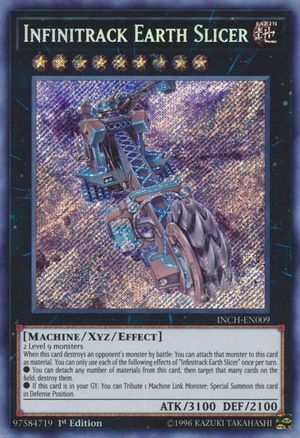 INFINITRACK EARTH SLICER
EARTH
地
INCH-EN009
[MACHINE/XYZ/EFFECT]
2 Level 9 monsters
When this card destroys an opponent's monster by battle: You can attach that monster to this card
as material. You can only use each of the following effects of "Infinitrack Earth Slicer" once per turn.
● You can detach any number of materials from this card, then target that many cards on the
field; destroy them.
● If this card is in your GY: You can Tribute 1 Machine Link Monster; Special Summon this card
in Defense Position.
ATK/3100 DEF/2100
97584719 1st Edition ©1996 KAZUKI TAKAHASHI